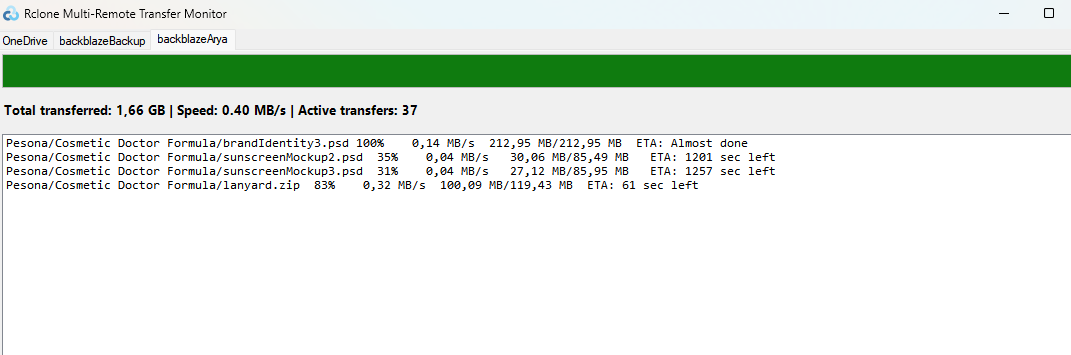 Rclone Multi-Remote Transfer Monitor
OneDrive backblazeBackup backblazeArya
Total transferred: 1,66 GB | Speed: 0.40 MB/s | Active transfers: 37
Pesona/Cosmetic Doctor Formula/brandIdentity3.psd 100% 0,14 MB/s 212,95 MB/212,95 MB ETA: Almost done
Pesona/Cosmetic Doctor Formula/sunscreenMockup2.psd 35% 0,04 MB/s 30,06 MB/85,49 MB ETA: 1201 sec left
Pesona/Cosmetic Doctor Formula/sunscreenMockup3.psd 31% 0,04 MB/s 27,12 MB/85,95 MB ETA: 1257 sec left
Pesona/Cosmetic Doctor Formula/lanyard.zip 83% 0,32 MB/s 100,09 MB/119,43 MB ETA: 61 sec left